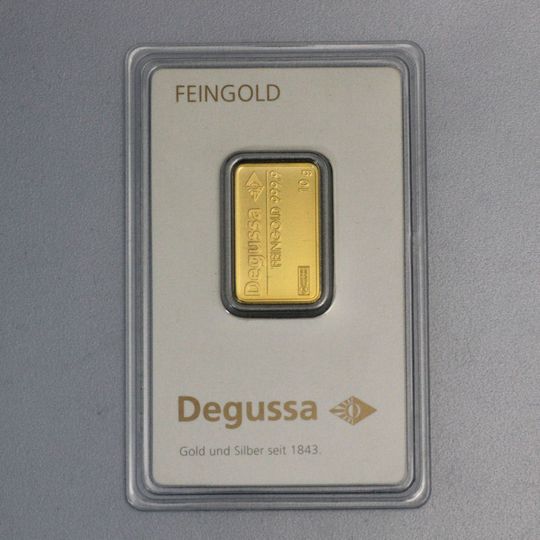 FEINGOLD
Degussa
FEINGOLD 999,9
10 g
Degussa
Gold und Silber seit 1843.